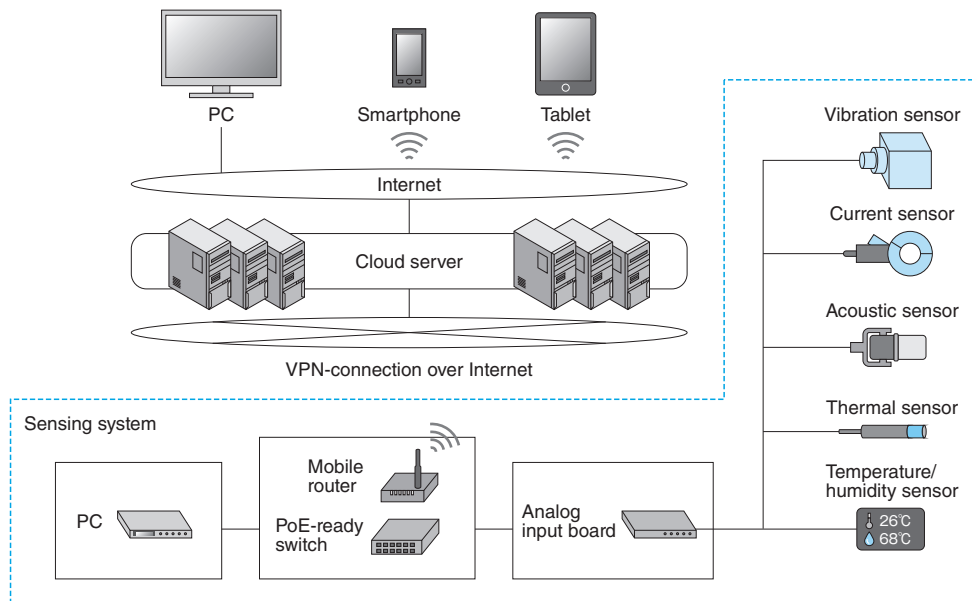 PC
Smartphone
Tablet
Internet
Cloud server
VPN-connection over Internet
Vibration sensor
Current sensor
Acoustic sensor
Thermal sensor
Temperature/
humidity sensor
26℃
68℃
Sensing system
PC
Mobile
router
PoE-ready
switch
Analog
input board